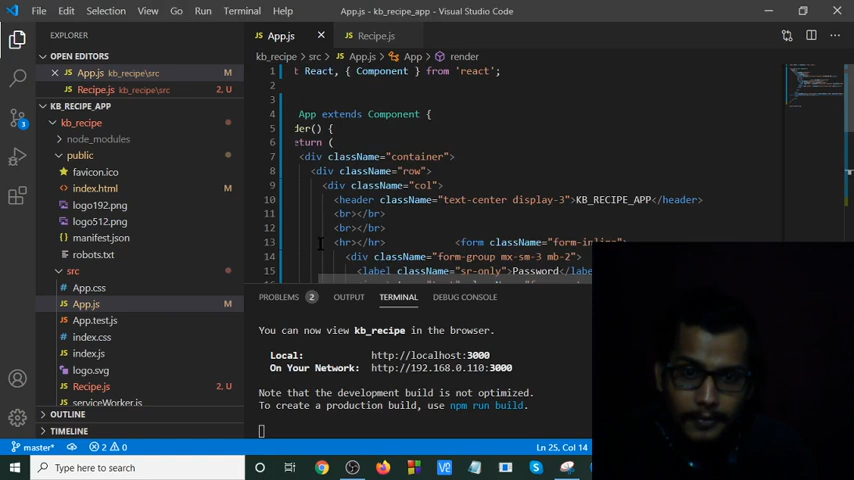 File Edit Selection View Go Run Terminal Help App.js - kb_recipe_app - Visual Studio Code
EXPLORER
OPEN EDITORS
App.js kb_recipe\src M
Recipe.js kb_recipe\src 2, U
KB_RECIPE_APP
kb_recipe
node_modules
public
favicon.ico
index.html
logo192.png
logo512.png
manifest.json
robots.txt
src
App.css
App.js M
App.test.js
index.css
index.js
logo.svg
Recipe.js 2, U
serviceWorker.js
OUTLINE
TIMELINE
3
App.js Recipe.js
kb_recipe > src > App.js > App > render
1 t React, { Component } from 'react';
2
3
4 App extends Component {
5 der() {
6 eturn (
7 <div className="container">
8 <div className="row">
9 <div className="col">
10 <header className="text-center display-3">KB_RECIPE_APP</header>
11 <br></br>
12 <br></br>
13 <hr></hr> <form className="form-inline">
14 <div className="form-group mx-sm-3 mb-2">
15 <label className="sr-only">Password</label
PROBLEMS 2 OUTPUT TERMINAL DEBUG CONSOLE
You can now view kb_recipe in the browser.
Local: http://localhost:3000
On Your Network: http://192.168.0.110:3000
Note that the development build is not optimized.
To create a production build, use npm run build.
master* 2 0 Ln 25, Col 14
Type here to search